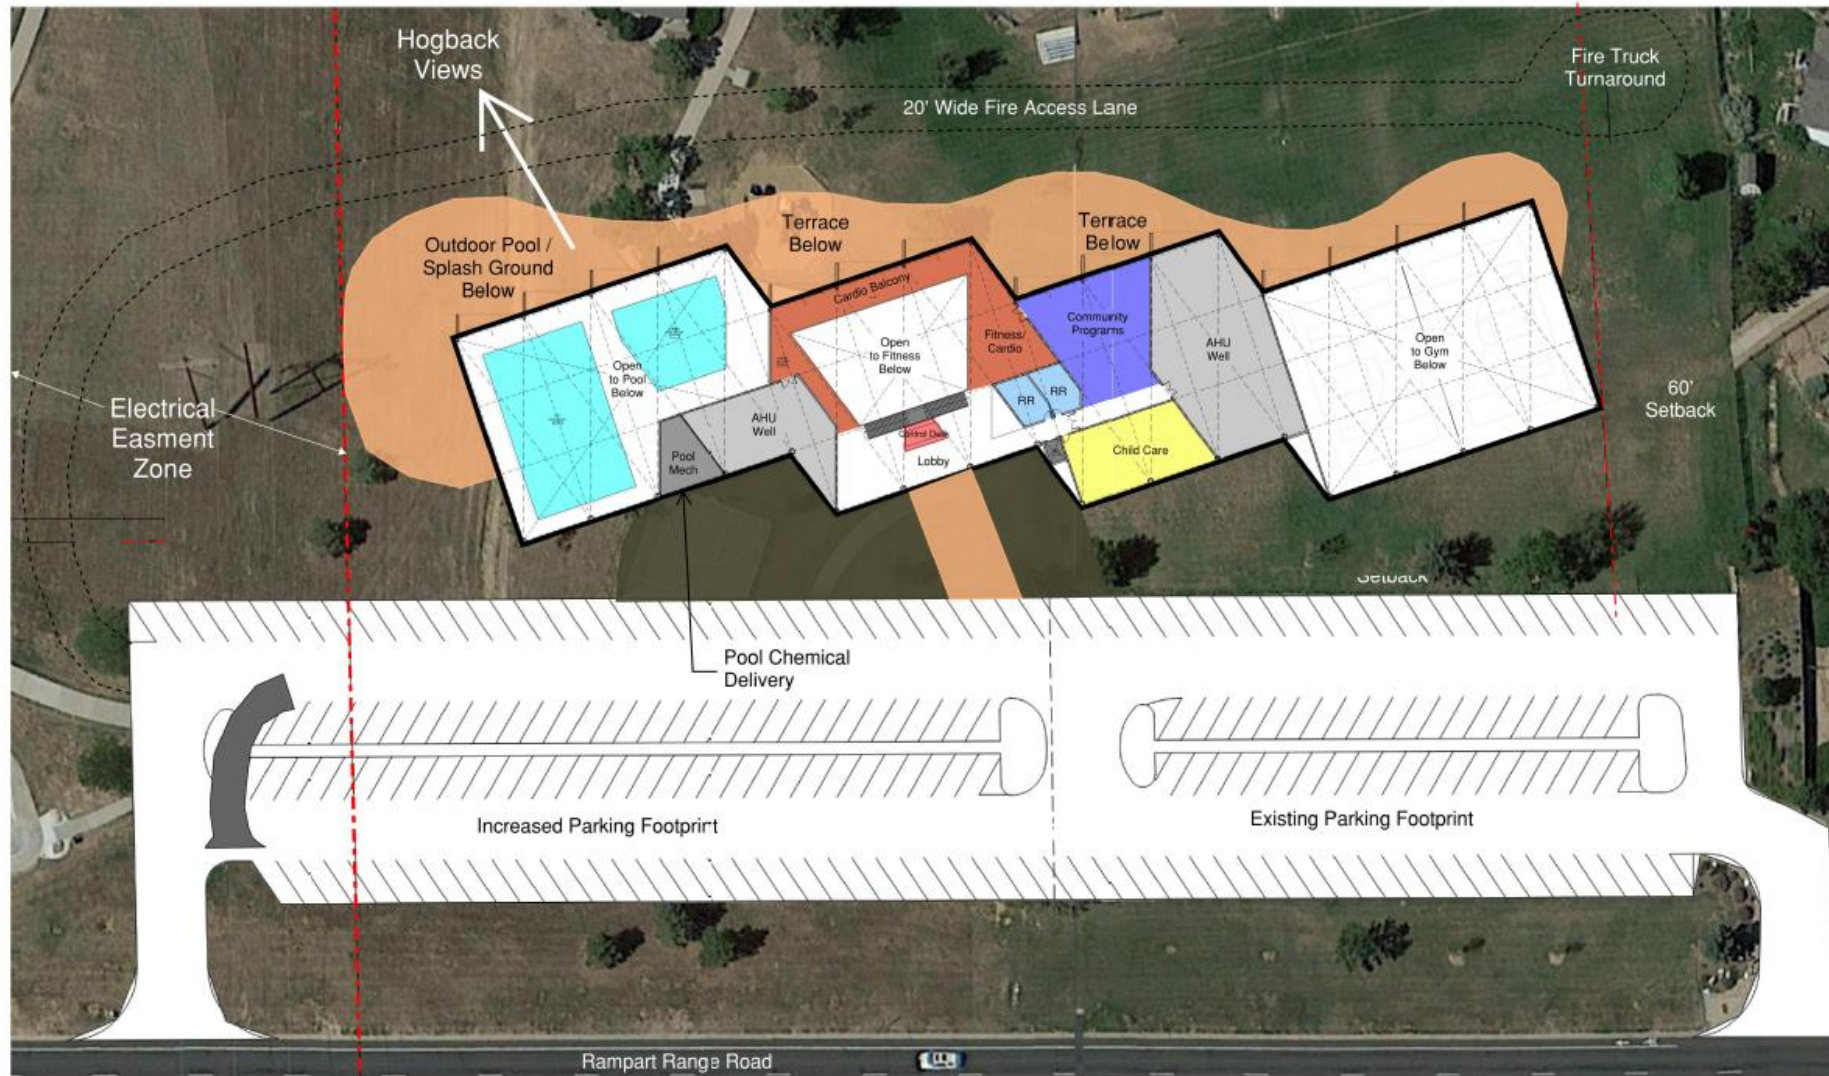 Hogback
Views
Fire Truck
Turnaround
20' Wide Fire Access Lane
Outdoor Pool /
Splash Ground
Below
Terrace
Below
Terrace
Below
Cardio Balcony
Community
Programs
Fitness/
Cardio
Open
to Fitness
Below
AHU
Well
Open
to Gym
Below
Open
to Pool
Below
RR
RR
60'
Setback
Electrical
Easment
Zone
AHU
Well
Control Desk
Lobby
Pool
Mech
Child Care
Setback
Pool Chemical
Delivery
Increased Parking Footprint
Existing Parking Footprint
Rampart Range Road